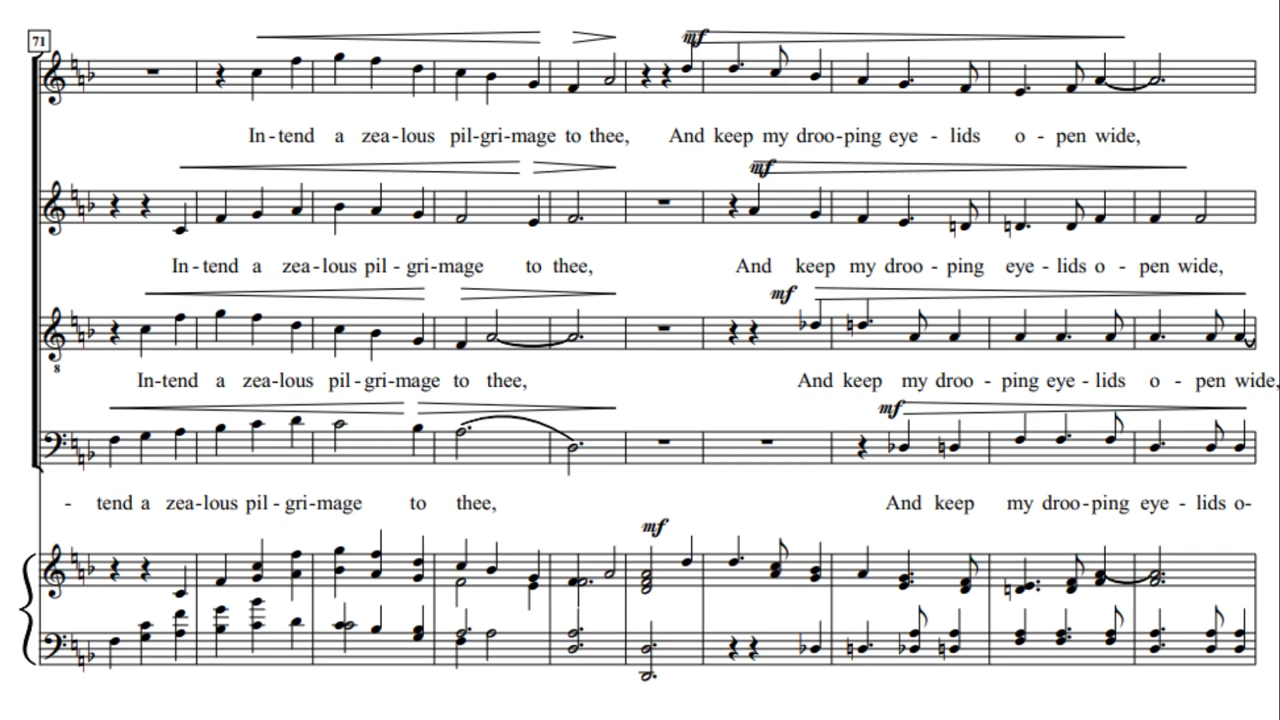 71
mf
In - tend a zea - lous pil - gri - mage to thee, And keep my droo - ping eye - lids o - pen wide,
mf
In - tend a zea - lous pil - gri - mage to thee, And keep my droo - ping eye - lids o - pen wide,
mf
8
In - tend a zea - lous pil - gri - mage to thee, And keep my droo - ping eye - lids o - pen wide,
mf
- tend a zea - lous pil - gri - mage to thee, And keep my droo - ping eye - lids o-
mf